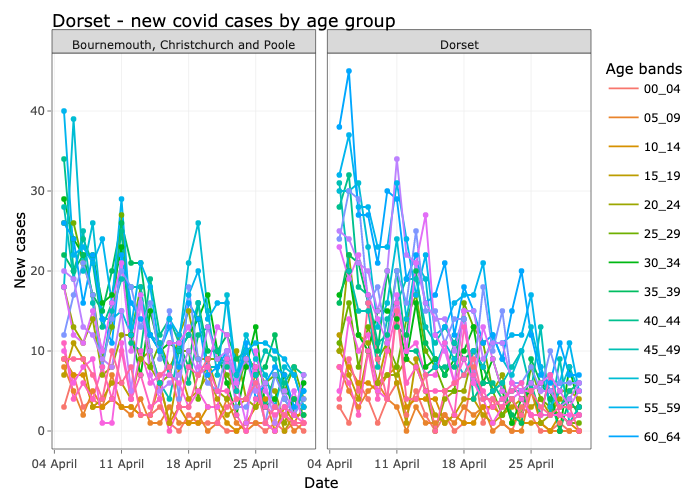 Dorset - new covid cases by age group
Bournemouth, Christchurch and Poole
Dorset
New cases
40
30
20
10
0
04 April
11 April
18 April
25 April
04 April
11 April
18 April
25 April
Date
Age bands
00_04
05_09
10_14
15_19
20_24
25_29
30_34
35_39
40_44
45_49
50_54
55_59
60_64